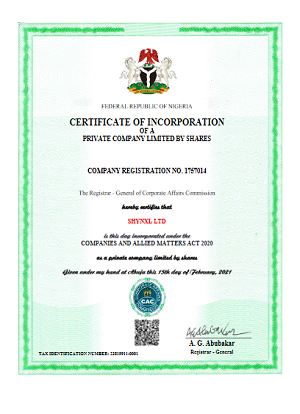 FEDERAL REPUBLIC OF NIGERIA
CERTIFICATE OF INCORPORATION
OF A
PRIVATE COMPANY LIMITED BY SHARES
COMPANY REGISTRATION NO. 1757014
The Registrar - General of Corporate Affairs Commission
hereby certifies that
SHYNXL LTD
is this day incorporated under the
COMPANIES AND ALLIED MATTERS ACT 2020
as a private company limited by shares
Given under my hand at Abuja this 15th day of February, 2021
CAC
A. G. Abubakar
Registrar - General
TAX IDENTIFICATION NUMBER: